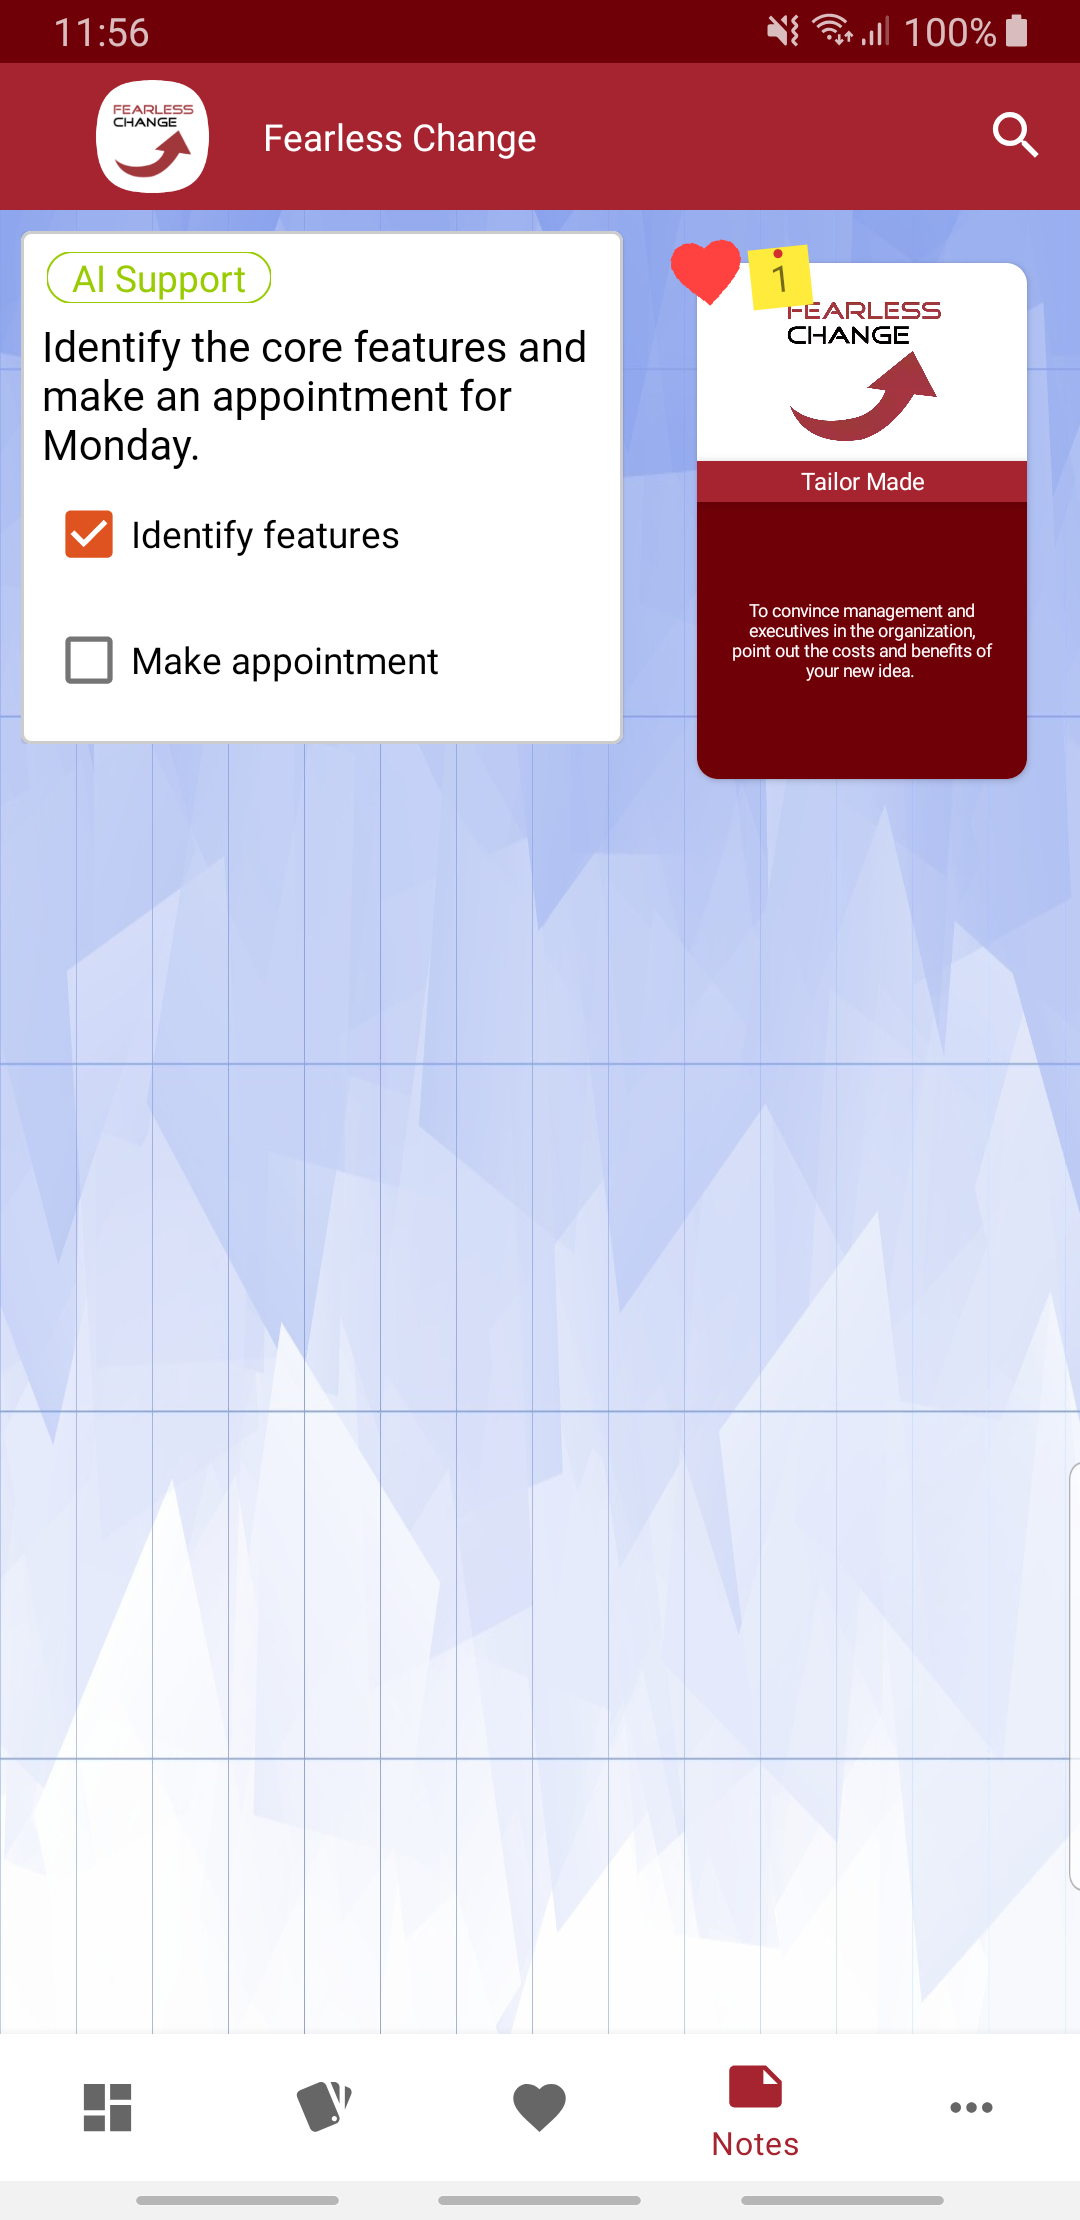 11:56
100%
FEARLESS
CHANGE
Fearless Change
AI Support
Identify the core features and
make an appointment for
Monday.
Identify features
Make appointment
1
FEARLESS
CHANGE
Tailor Made
To convince management and
executives in the organization,
point out the costs and benefits of
your new idea.
Notes